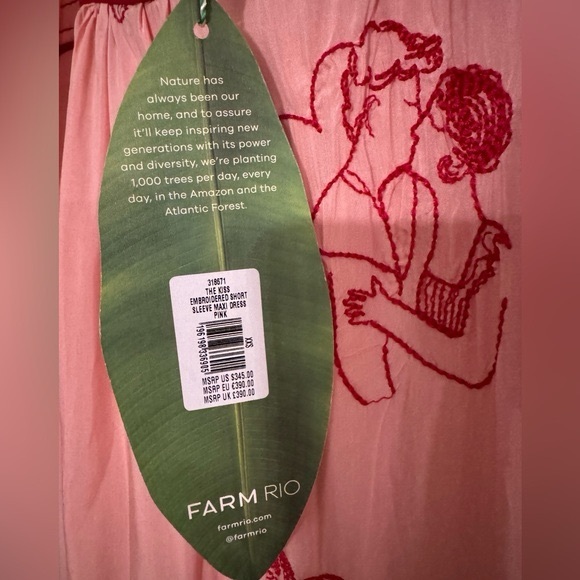 Nature has
always been our
home, and to assure
it'll keep inspiring new
generations with its power
and diversity, we're planting
1,000 trees per day, every
day, in the Amazon and the
Atlantic Forest.
318671
THE KISS
EMBROIDERED SHORT
SLEEVE MAXI DRESS
PINK
XXS
196198336905
MSRP US $345.00
MSRP EU €390.00
MSRP UK £390.00
FARM RIO
farmrio.com
@farmrio